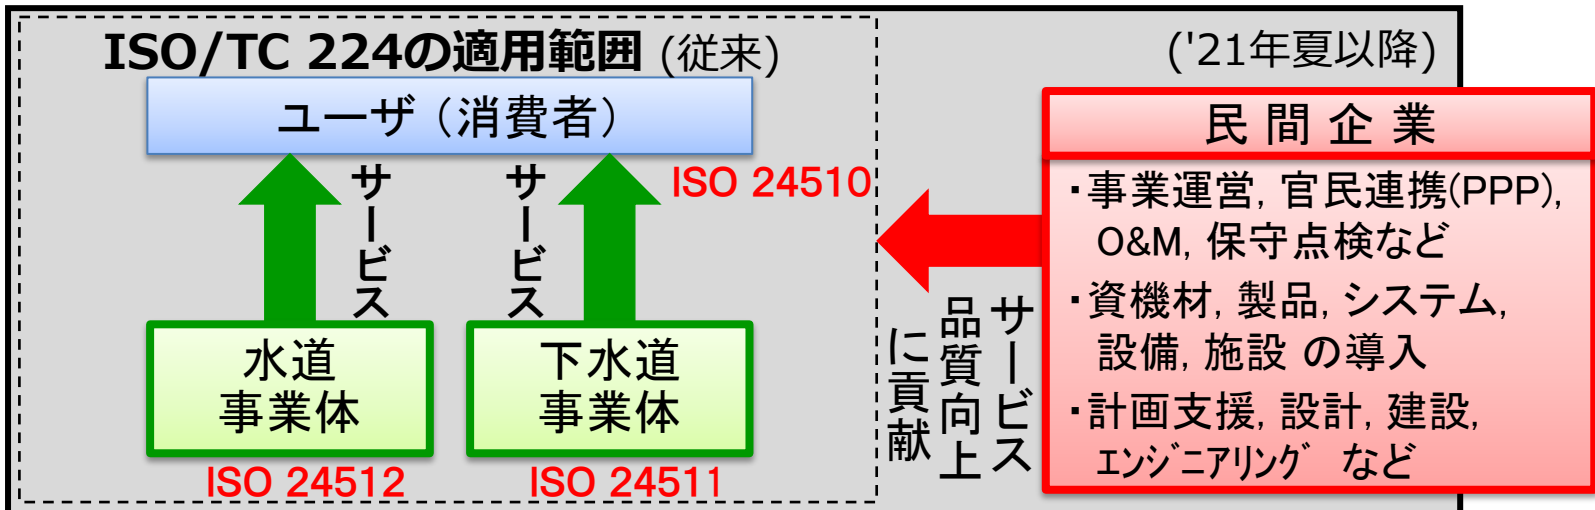 ISO/TC 224の適用範囲 (従来)
('21年夏以降)
ユーザ（消費者）
サービス
サービス
ISO 24510
水道
事業体
下水道
事業体
ISO 24512
ISO 24511
サービス
品質向上
に貢献
民間企業
・事業運営, 官民連携(PPP),
O&M, 保守点検など
・資機材, 製品, システム,
設備, 施設 の導入
・計画支援, 設計, 建設,
ｴﾝｼﾞﾆｱﾘﾝｸﾞ など